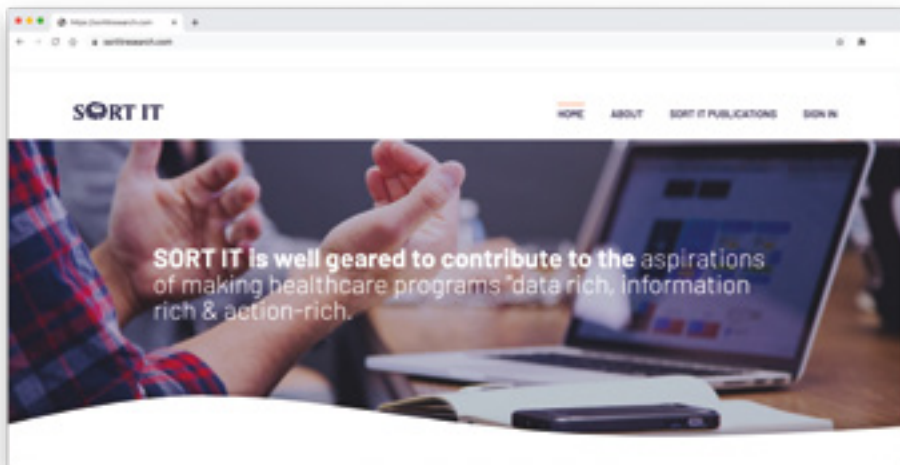 https://sortitresearch.com
sortitresearch.com
SORT IT
HOME ABOUT SORT IT PUBLICATIONS SIGN IN
SORT IT is well geared to contribute to the aspirations
of making healthcare programs "data rich, information
rich & action-rich.